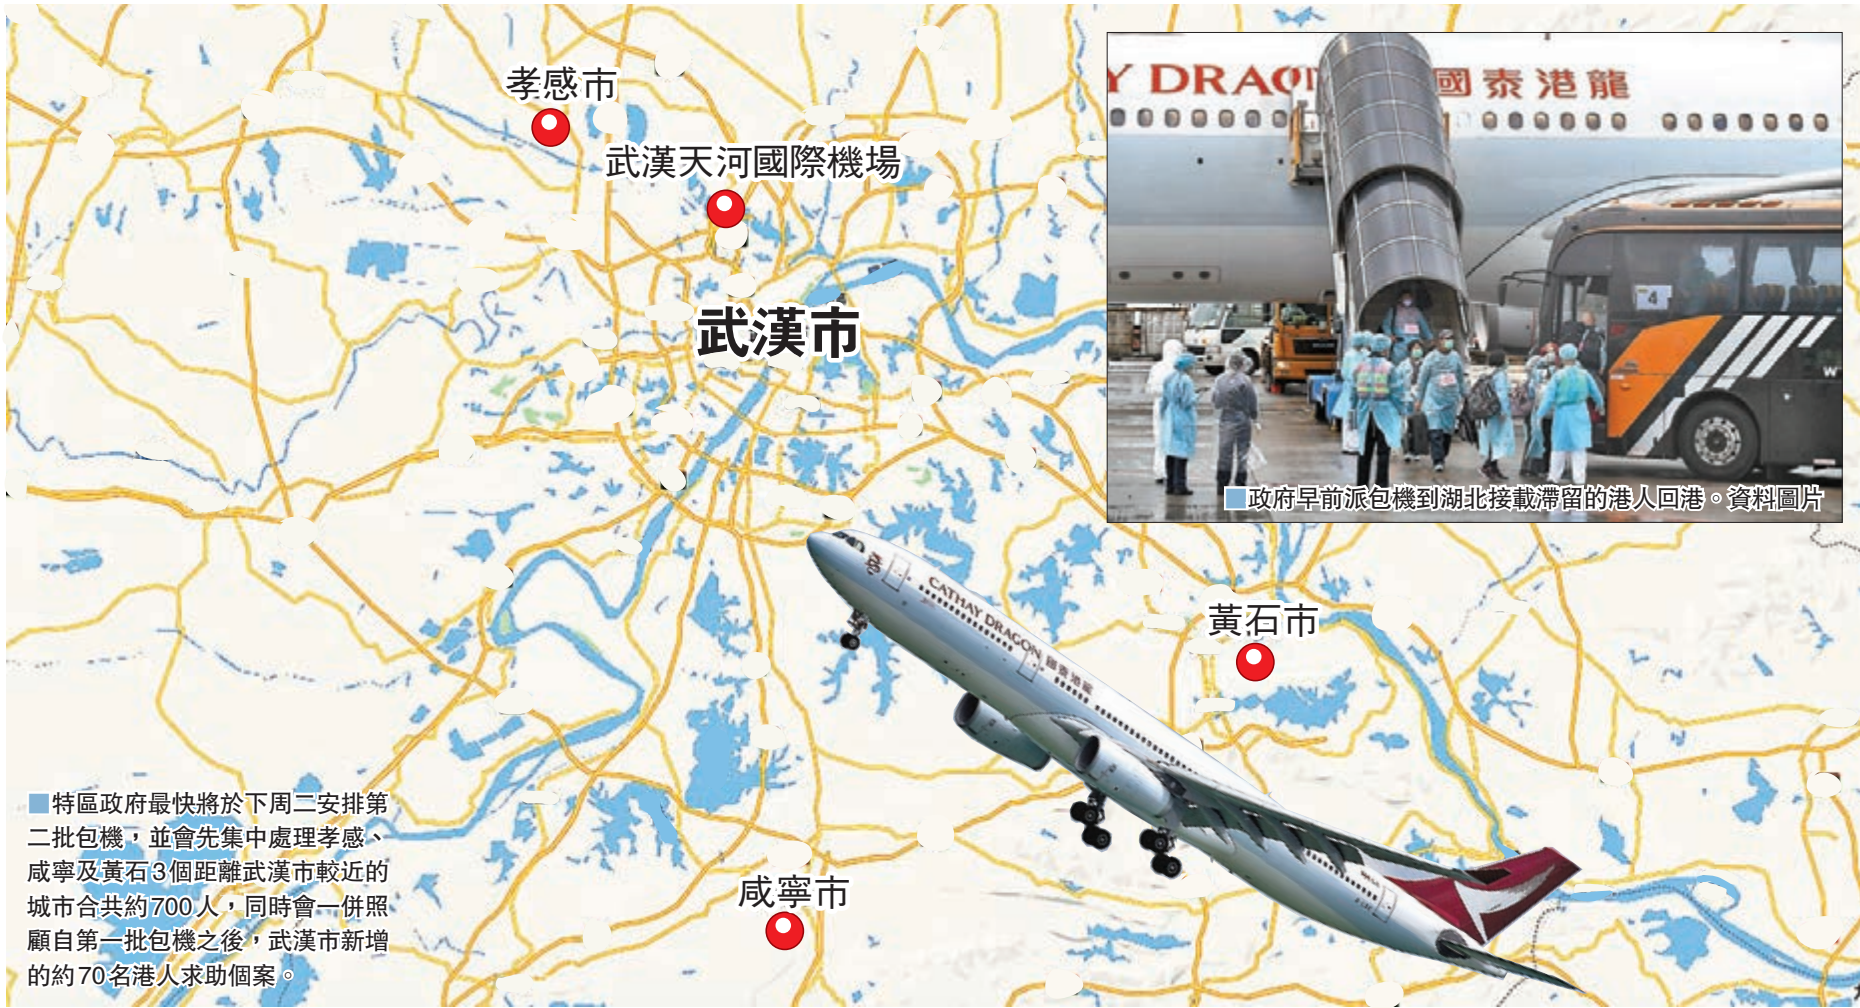 孝感市
武漢天河國際機場
武漢市
Y DRAGO
國泰港龍
4
W
■政府早前派包機到湖北接載滯留的港人回港。資料圖片
CATHAY DRAGON 國泰港龍
黃石市
咸寧市
■特區政府最快將於下周二安排第
二批包機，並會先集中處理孝感、
咸寧及黃石3個距離武漢市較近的
城市合共約700人，同時會一併照
顧自第一批包機之後，武漢市新增
的約70名港人求助個案。